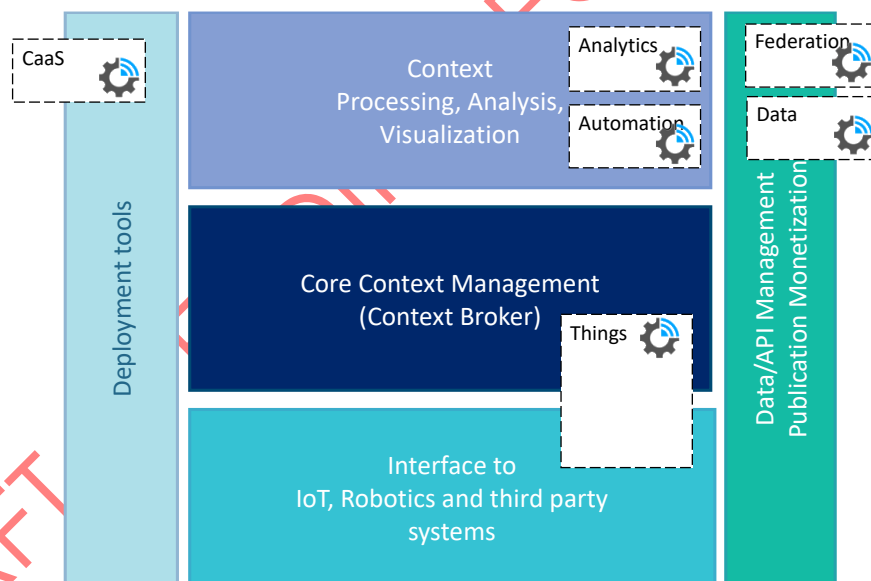 CaaS
Deployment tools
Context
Processing, Analysis,
Visualization
Analytics
Automation
Federation
Data
Core Context Management
(Context Broker)
Things
Interface to
IoT, Robotics and third party
systems
Data/API Management
Publication Monetization